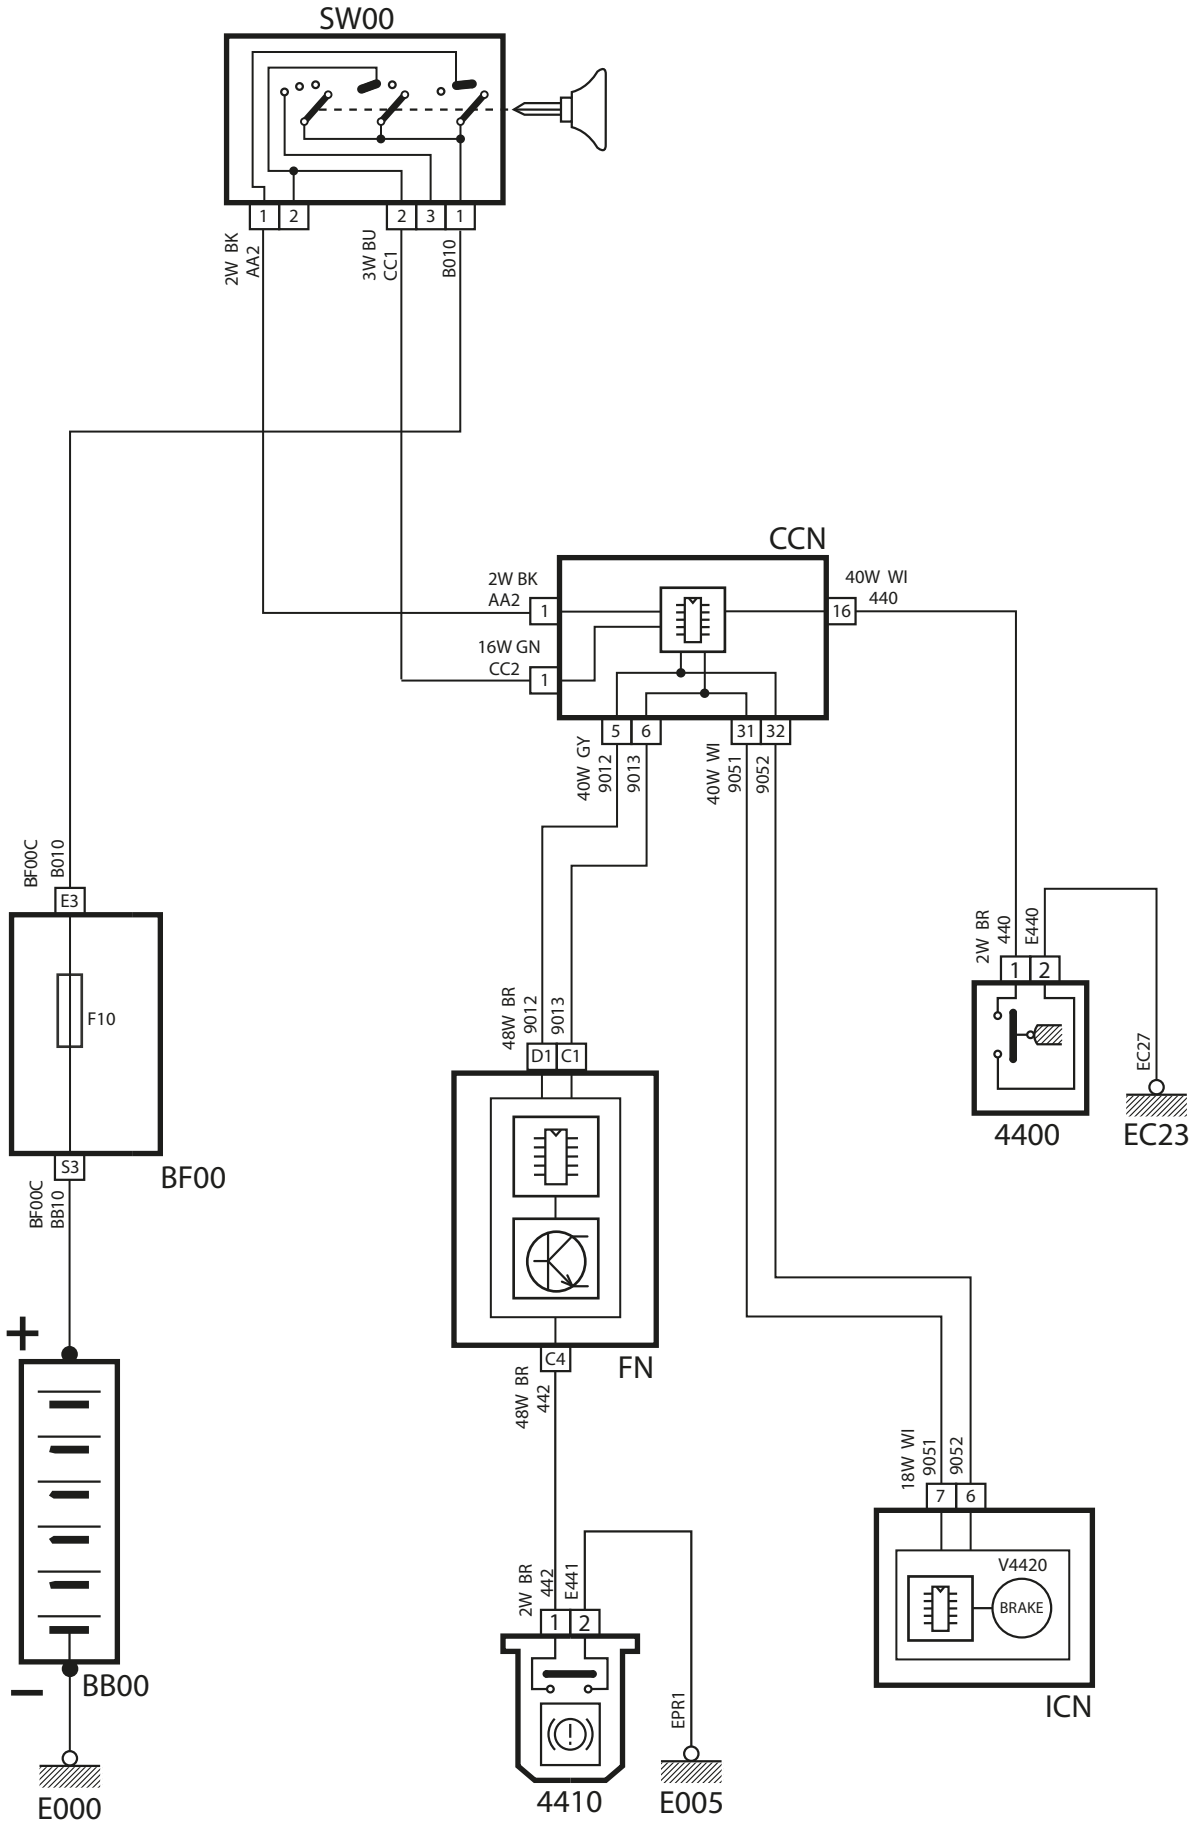 SW00
1 2 2 3 1
2W BK
AA2
3W BU
CC1
B010
CCN
2W BK
AA2
1
16W GN
CC2
1
40W WI
440
16
5 6 31 32
40W GY
9012
9013
40W WI
9051
9052
BF00C
B010
E3
F10
S3
BF00
BF00C
BB10
2W BR
440
E440
1 2
4400
EC27
EC23
48W BR
9012
9013
D1 C1
C4
FN
48W BR
442
+
−
BB00
E000
2W BR
442
E441
1 2
!
4410
EPR1
E005
18W WI
9051
9052
7 6
V4420
BRAKE
ICN